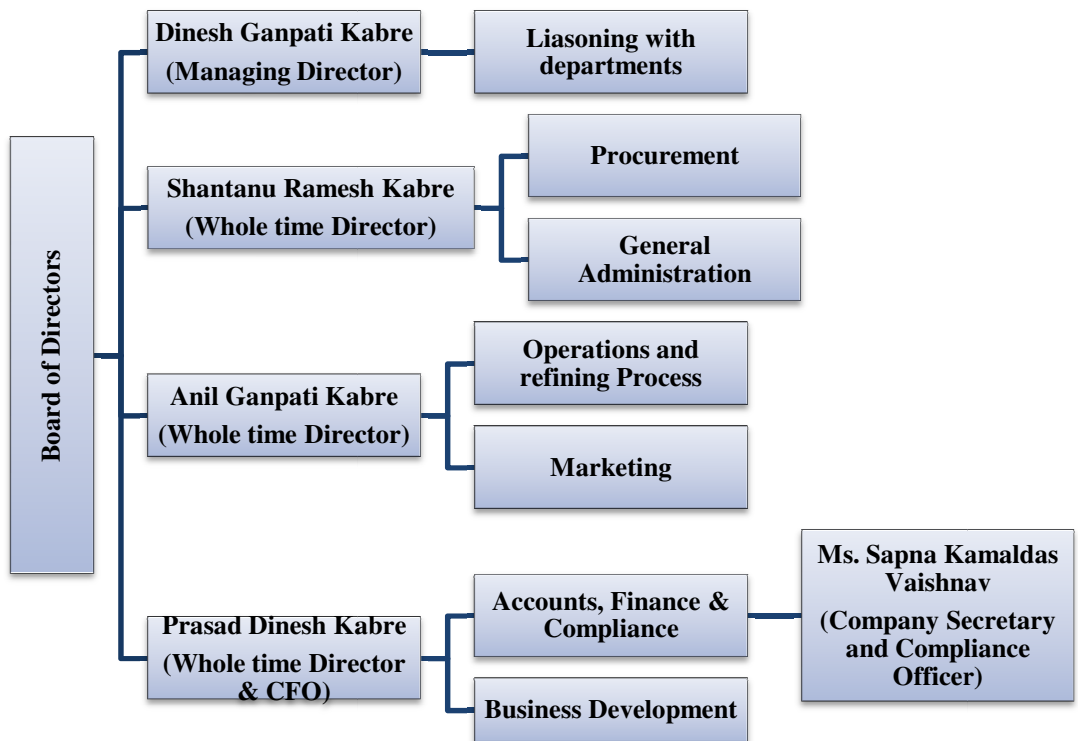 Board of Directors
Dinesh Ganpati Kabre
(Managing Director)
Liasoning with
departments
Shantanu Ramesh Kabre
(Whole time Director)
Procurement
General
Administration
Anil Ganpati Kabre
(Whole time Director)
Operations and
refining Process
Marketing
Prasad Dinesh Kabre
(Whole time Director
& CFO)
Accounts, Finance &
Compliance
Ms. Sapna Kamaldas
Vaishnav
(Company Secretary
and Compliance
Officer)
Business Development